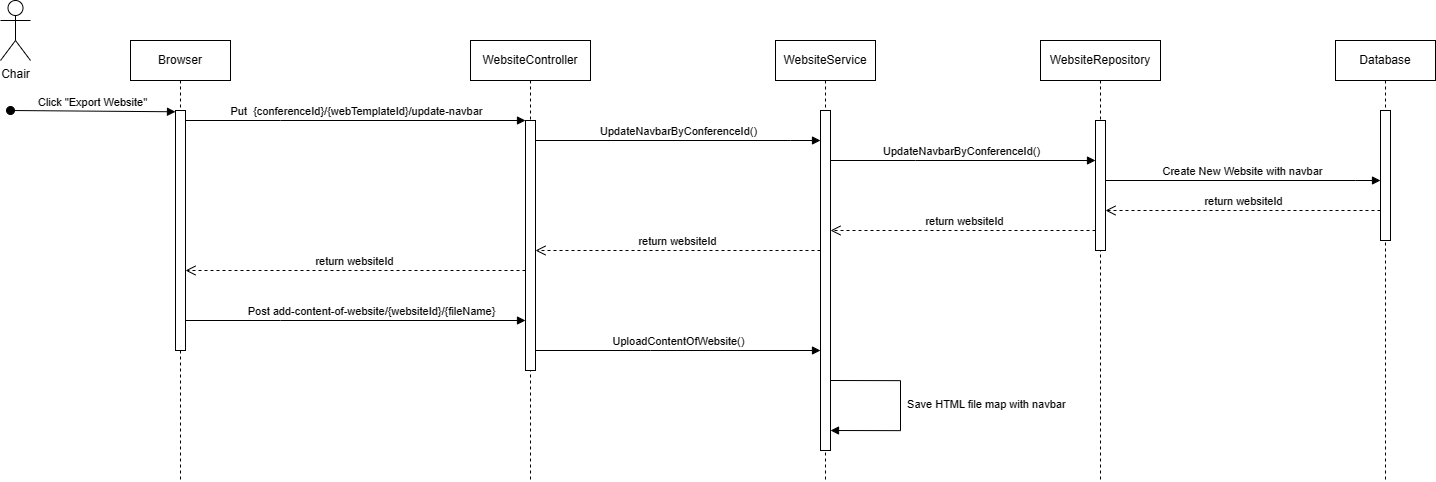 Chair
Browser
WebsiteController
WebsiteService
WebsiteRepository
Database
Click "Export Website"
Put {conferenceId}/{webTemplateId}/update-navbar
UpdateNavbarByConferenceId()
UpdateNavbarByConferenceId()
Create New Website with navbar
return websiteId
return websiteId
return websiteId
return websiteId
Post add-content-of-website/{websiteId}/{fileName}
UploadContentOfWebsite()
Save HTML file map with navbar